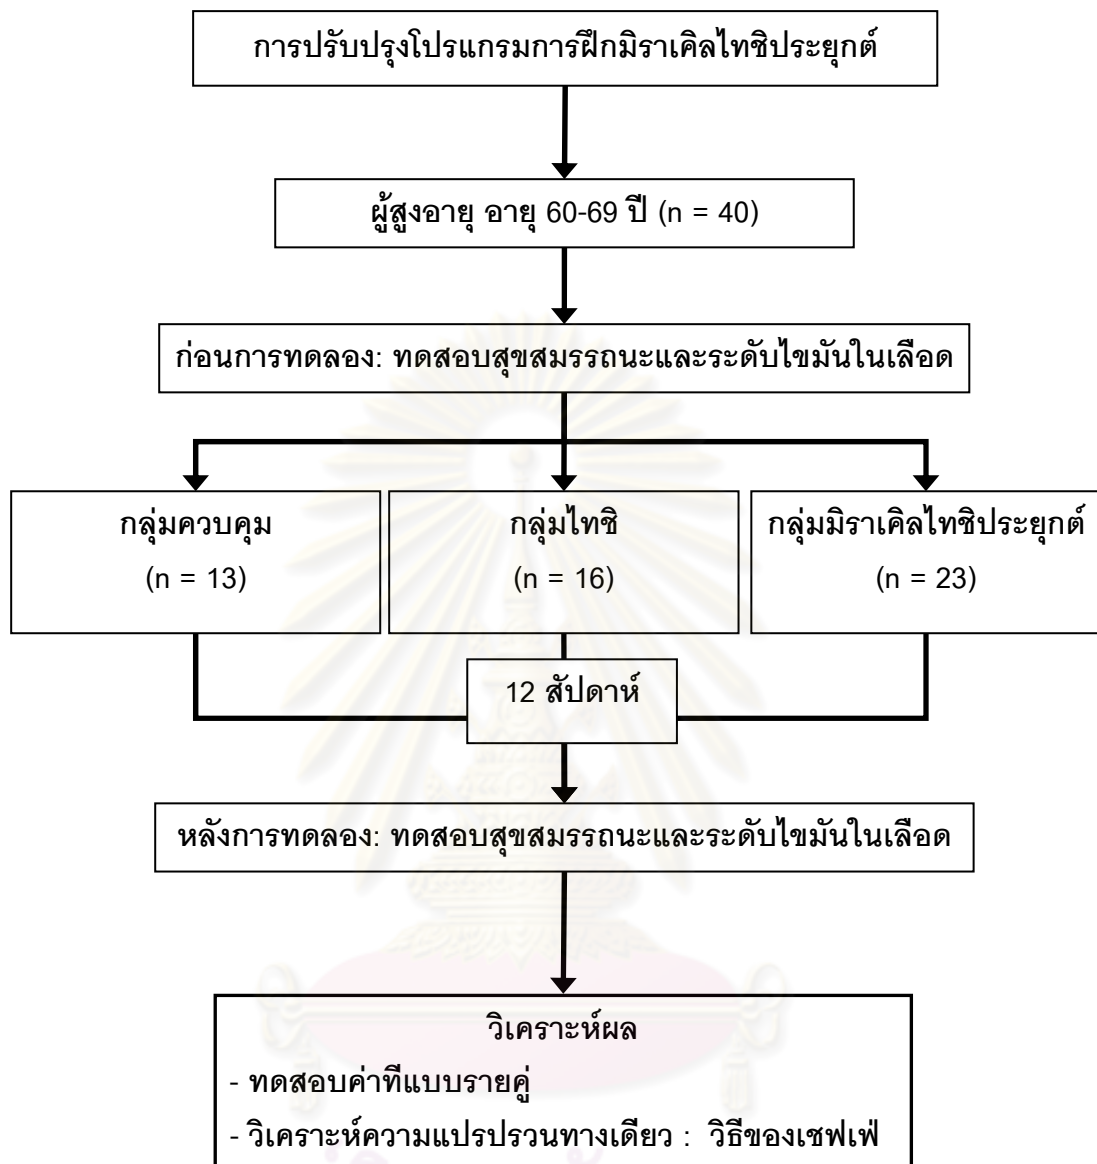 การปรับปรุงโปรแกรมการฝึกมิราเคิลไทชิประยุกต์
ผู้สูงอายุ อายุ 60-69 ปี (n = 40)
ก่อนการทดลอง: ทดสอบสุขสมรรถนะและระดับไขมันในเลือด
กลุ่มควบคุม
(n = 13)
กลุ่มไทชิ
(n = 16)
กลุ่มมิราเคิลไทชิประยุกต์
(n = 23)
12 สัปดาห์
หลังการทดลอง: ทดสอบสุขสมรรถนะและระดับไขมันในเลือด
วิเคราะห์ผล
- ทดสอบค่าทีแบบรายคู่
- วิเคราะห์ความแปรปรวนทางเดียว : วิธีของเชฟเฟ่